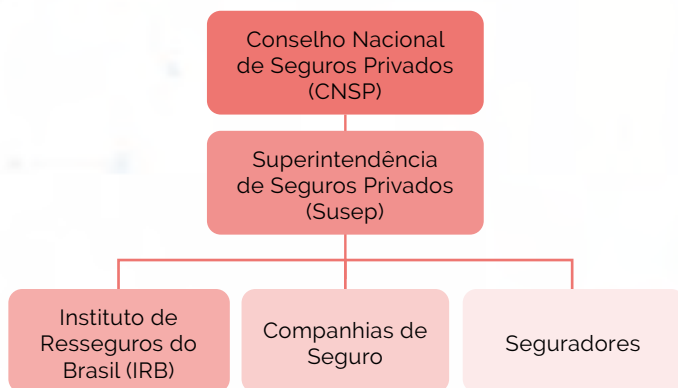 Conselho Nacional
de Seguros Privados
(CNSP)
Superintendência
de Seguros Privados
(Susep)
Instituto de
Resseguros do
Brasil (IRB)
Companhias de
Seguro
Seguradores